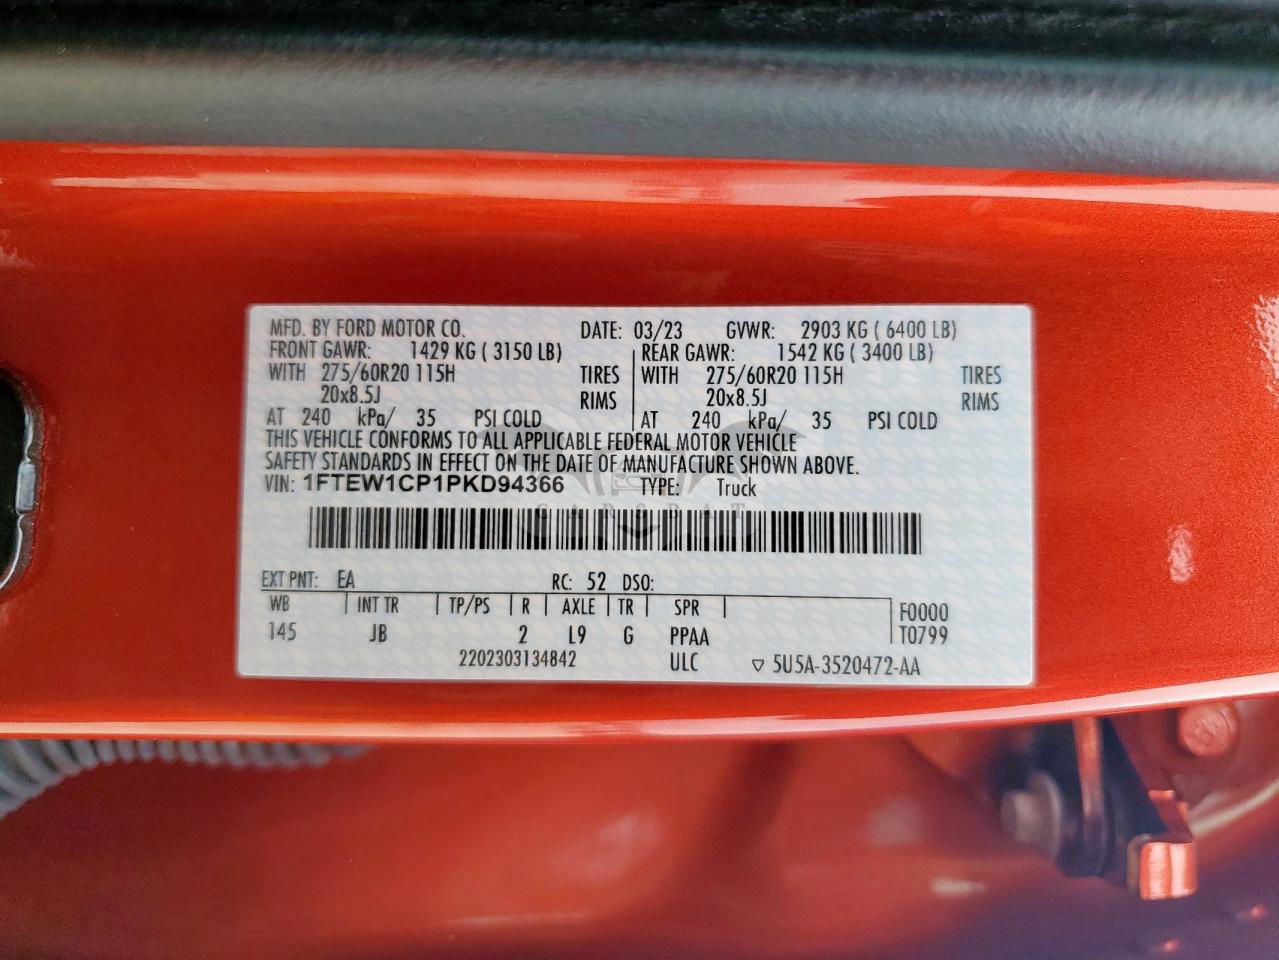 MFD. BY FORD MOTOR CO. DATE: 03/23 GVWR: 2903 KG ( 6400 LB)
FRONT GAWR: 1429 KG ( 3150 LB) REAR GAWR: 1542 KG ( 3400 LB)
WITH 275/60R20 115H TIRES WITH 275/60R20 115H TIRES
20x8.5J RIMS 20x8.5J RIMS
AT 240 kPa/ 35 PSI COLD AT 240 kPa/ 35 PSI COLD
THIS VEHICLE CONFORMS TO ALL APPLICABLE FEDERAL MOTOR VEHICLE
SAFETY STANDARDS IN EFFECT ON THE DATE OF MANUFACTURE SHOWN ABOVE.
VIN: 1FTEW1CP1PKD94366 TYPE: Truck
EXT PNT: EA RC: 52 DSO:
WB INT TR TP/PS R AXLE TR SPR F0000
145 JB 2 L9 G PPAA T0799
2202303134842 ULC ▽ 5U5A-3520472-AA